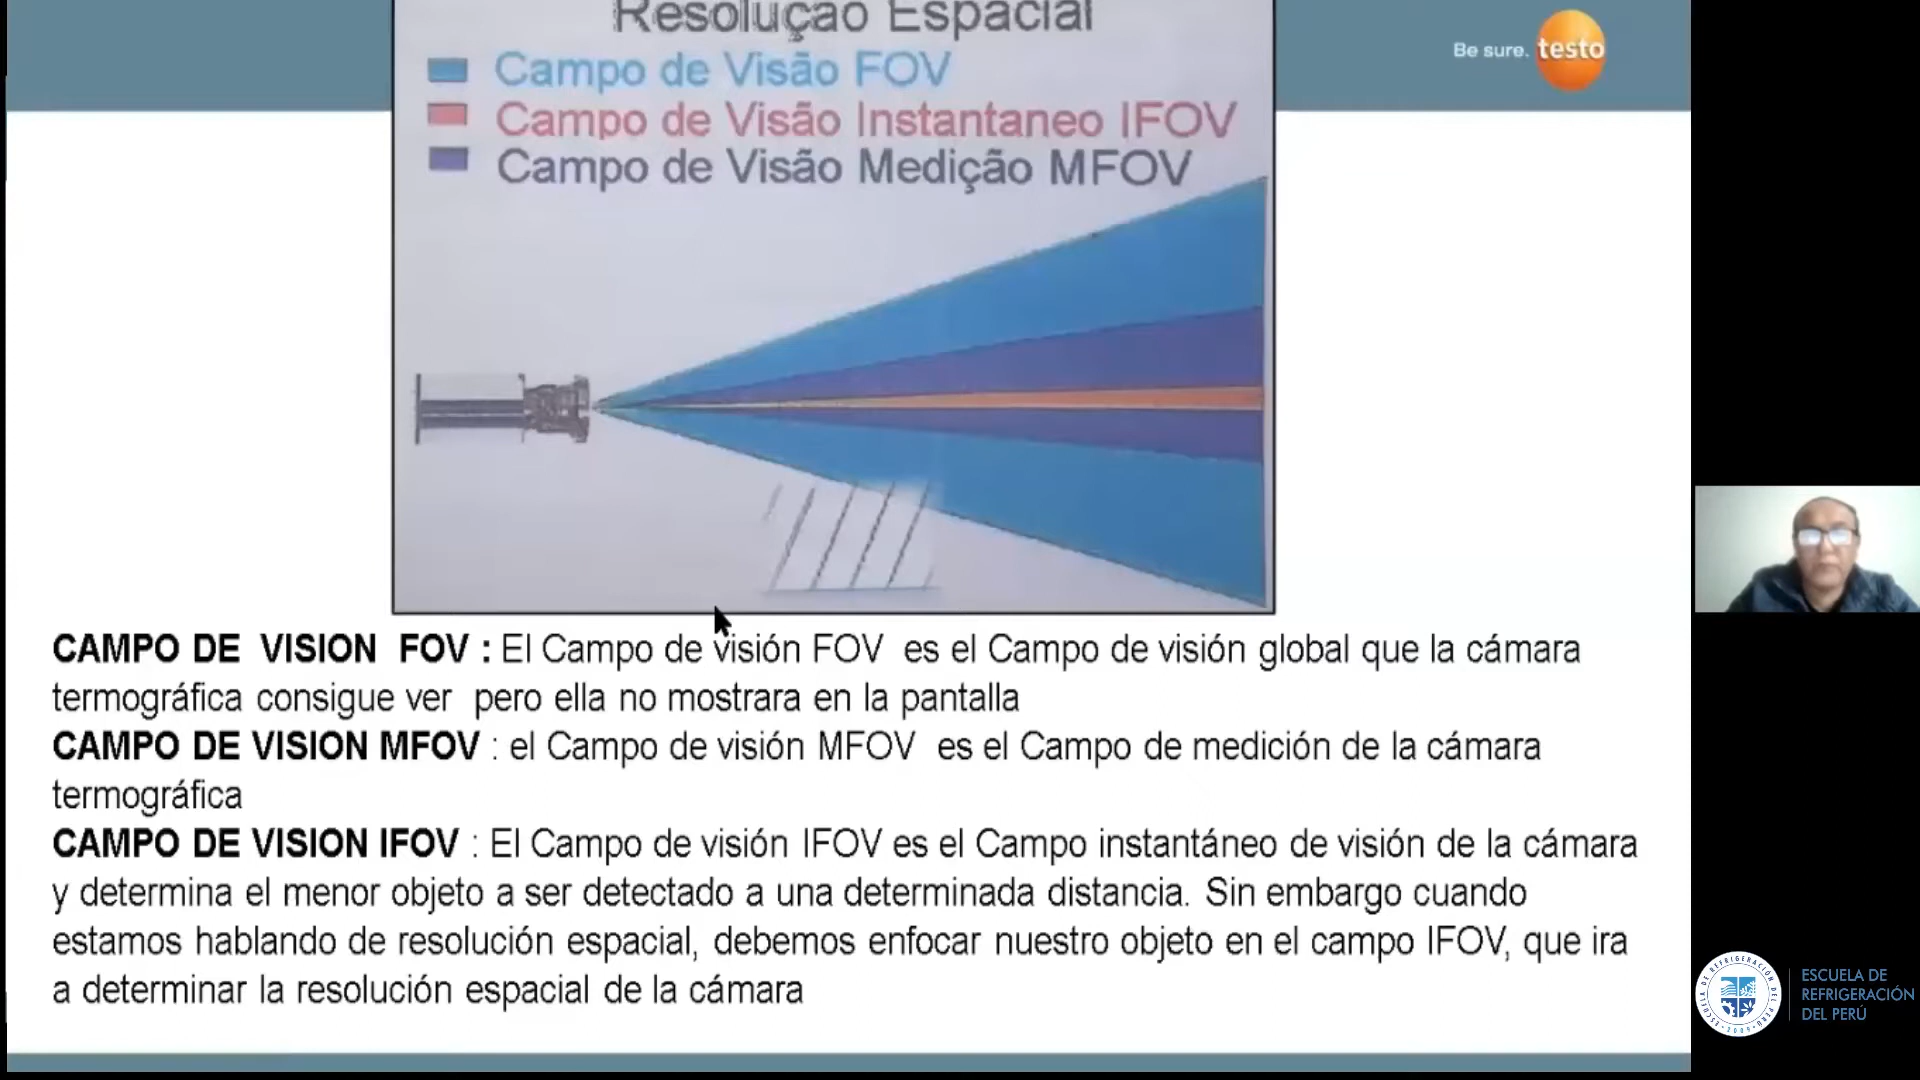 Resolução Espacial
Be sure. testo
Campo de Visão FOV
Campo de Visão Instantaneo IFOV
Campo de Visão Medição MFOV
CAMPO DE VISION FOV : El Campo de visión FOV es el Campo de visión global que la cámara
termográfica consigue ver pero ella no mostrara en la pantalla
CAMPO DE VISION MFOV : el Campo de visión MFOV es el Campo de medición de la cámara
termográfica
CAMPO DE VISION IFOV : El Campo de visión IFOV es el Campo instantáneo de visión de la cámara
y determina el menor objeto a ser detectado a una determinada distancia. Sin embargo cuando
estamos hablando de resolución espacial, debemos enfocar nuestro objeto en el campo IFOV, que ira
a determinar la resolución espacial de la cámara
ESCUELA DE REFRIGERACIÓN DEL PERÚ
ESCUELA DE
REFRIGERACIÓN
DEL PERÚ